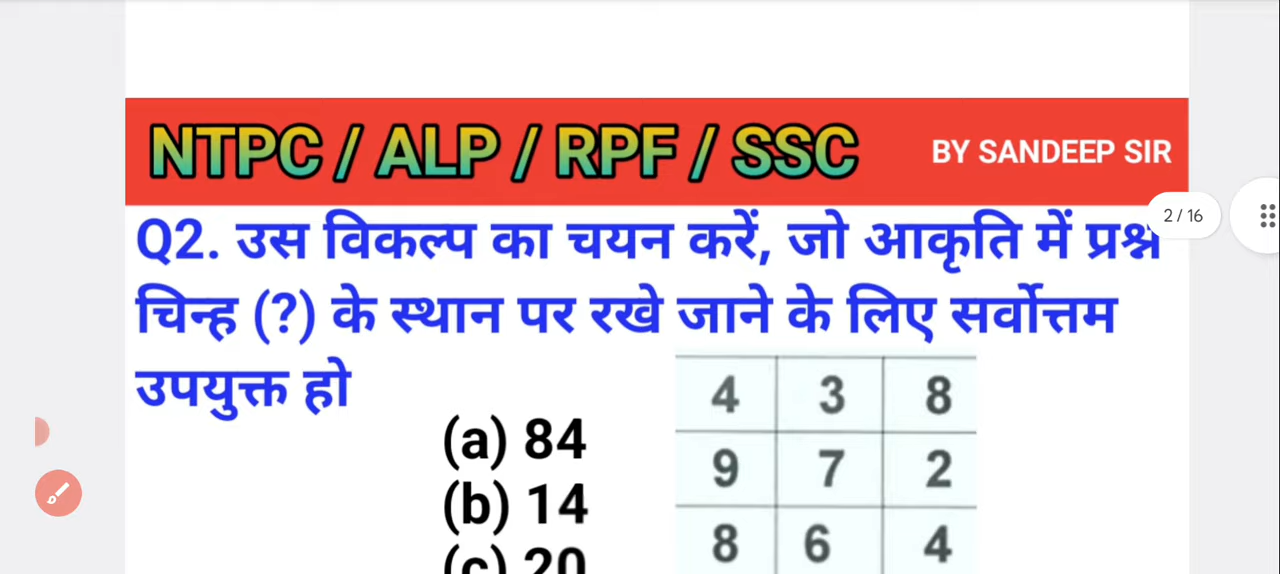 NTPC / ALP / RPF / SSC BY SANDEEP SIR
2 / 16
Q2. उस विकल्प का चयन करें, जो आकृति में प्रश्न
चिन्ह (?) के स्थान पर रखे जाने के लिए सर्वोत्तम
उपयुक्त हो
(a) 84
(b) 14
(c) 20
4 3 8
9 7 2
8 6 4